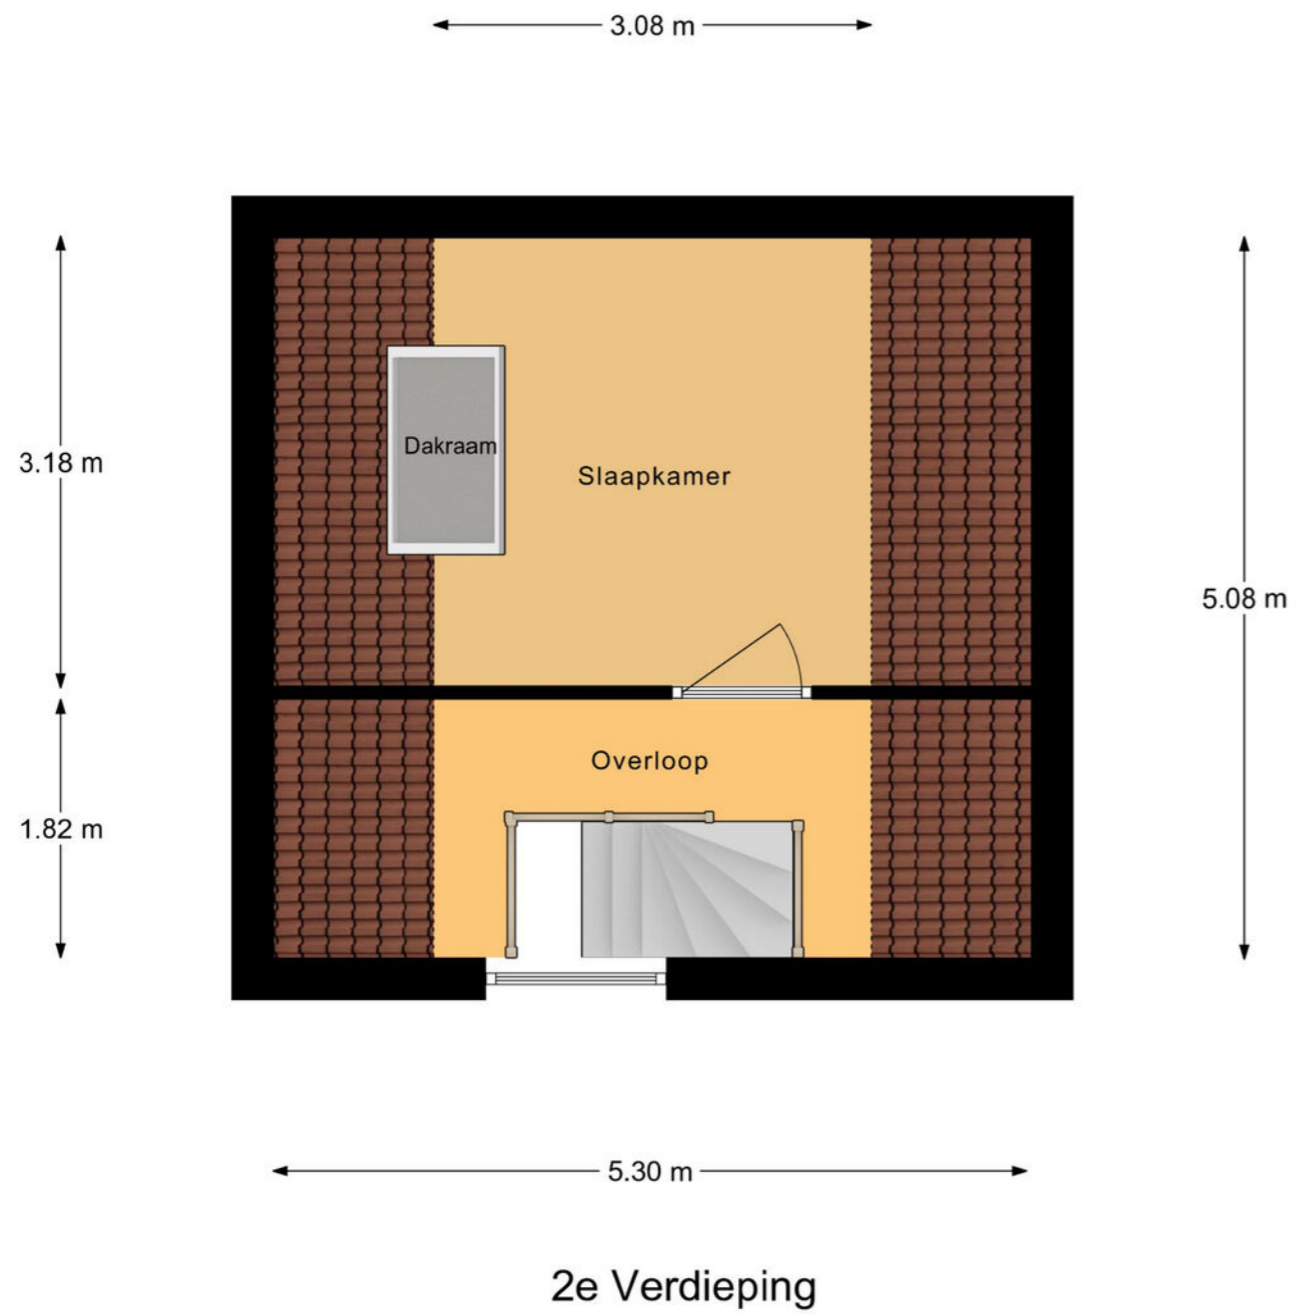 3.08 m
Dakraam
3.18 m
Slaapkamer
5.08 m
Overloop
1.82 m
5.30 m
2e Verdieping